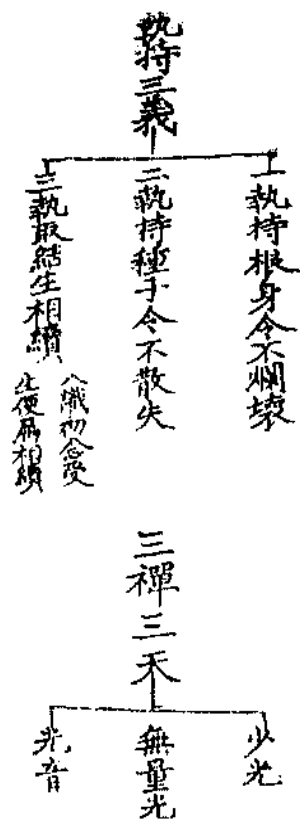 執持三義
一執持根身令不爛壞
二執持種子令不散失
三執取結生相續
八識初念受
生便屬相續
三禪三天
少光
無量光
光音